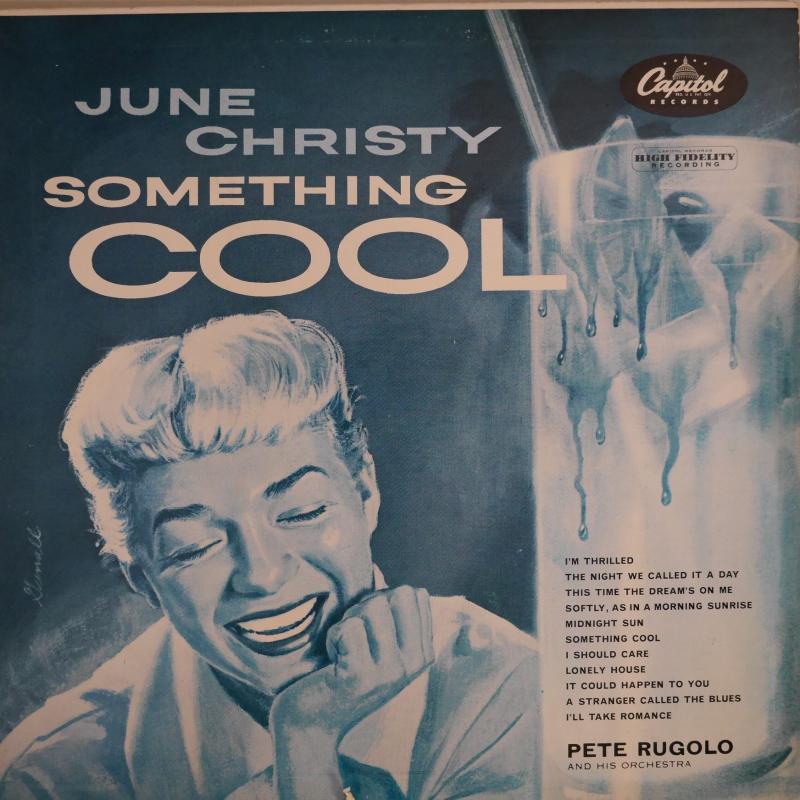 JUNE
CHRISTY
SOMETHING
COOL
Capitol
RECORDS
CAPITOL RECORDS
HIGH FIDELITY
RECORDING
I'M THRILLED
THE NIGHT WE CALLED IT A DAY
THIS TIME THE DREAM'S ON ME
SOFTLY, AS IN A MORNING SUNRISE
MIDNIGHT SUN
SOMETHING COOL
I SHOULD CARE
LONELY HOUSE
IT COULD HAPPEN TO YOU
A STRANGER CALLED THE BLUES
I'LL TAKE ROMANCE
PETE RUGOLO
AND HIS ORCHESTRA